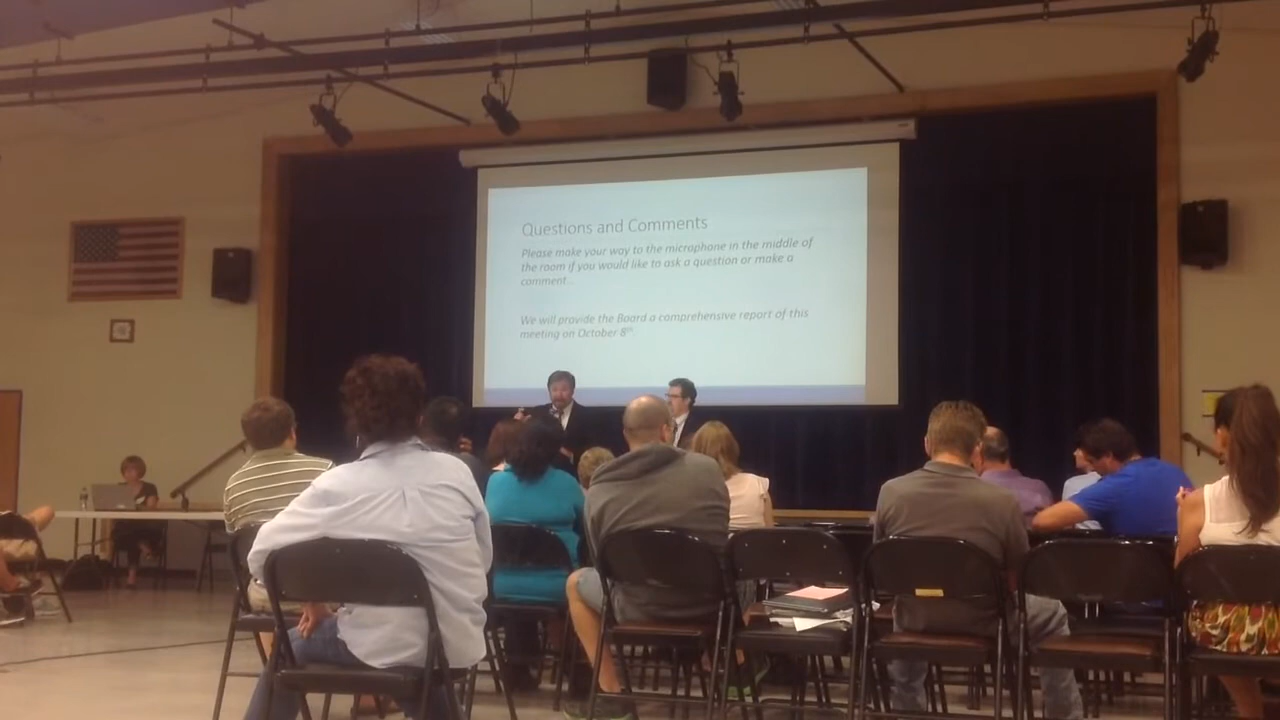 Questions and Comments
Please make your way to the microphone in the middle of
the room if you would like to ask a question or make a
comment.
We will provide the Board a comprehensive report of this
meeting on October 8th